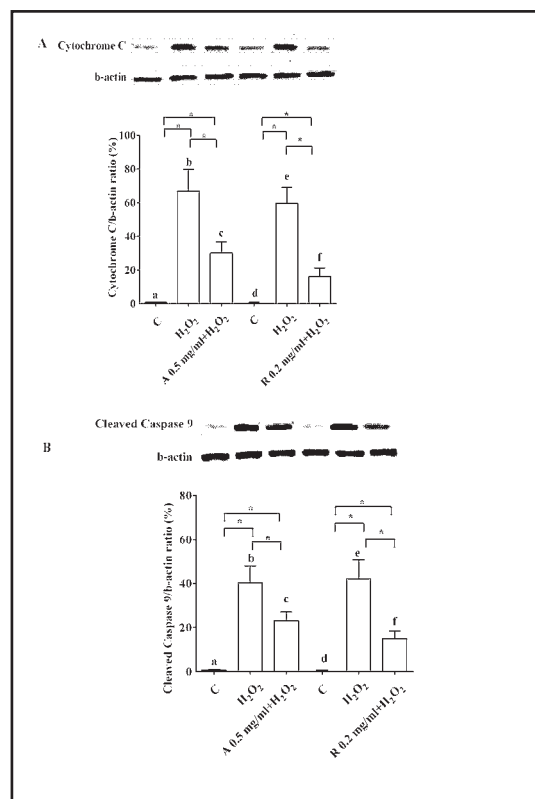 A Cytochrome C
b-actin
* *
* * * *
Cytochrome C/b-actin ratio (%)
100
80
60
40
20
0
a b c d e f
C H₂O₂ A 0.5 mg/ml+H₂O₂ C H₂O₂ R 0.2 mg/ml+H₂O₂
Cleaved Caspase 9
B
b-actin
* *
* * * *
Cleaved Caspase 9/b-actin ratio (%)
80
60
40
20
0
a b c d e f
C H₂O₂ A 0.5 mg/ml+H₂O₂ C H₂O₂ R 0.2 mg/ml+H₂O₂